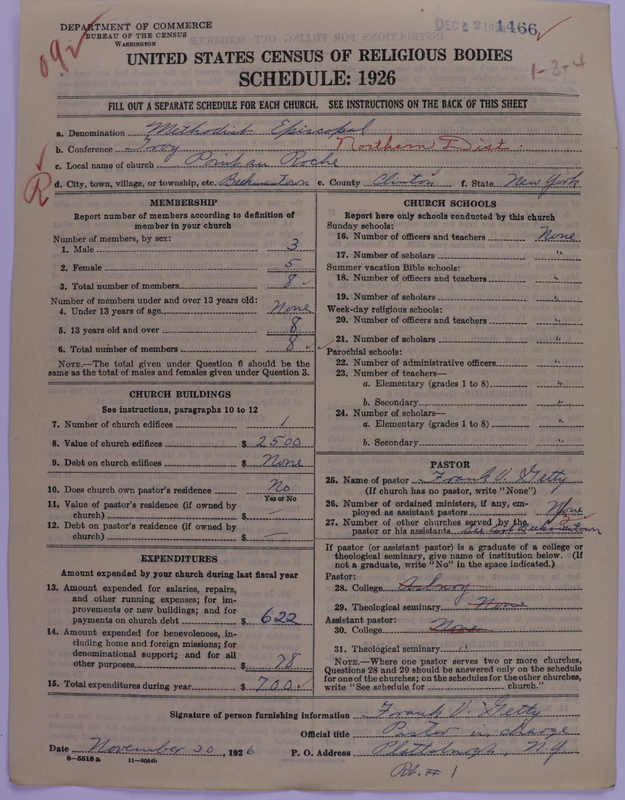 DEPARTMENT OF COMMERCE
BUREAU OF THE CENSUS
WASHINGTON
DEC 2 192 1466
09
1-3-4
UNITED STATES CENSUS OF RELIGIOUS BODIES
SCHEDULE: 1926
FILL OUT A SEPARATE SCHEDULE FOR EACH CHURCH. SEE INSTRUCTIONS ON THE BACK OF THIS SHEET
a. Denomination Methodist Episcopal
b. Conference Troy Northern Dist.
c. Local name of church Roche
R
d. City, town, village, or township, etc. Beekmantown e. County Clinton f. State New York
MEMBERSHIP
Report number of members according to definition of
member in your church
Number of members, by sex:
1. Male 3
2. Female 5
3. Total number of members 8
Number of members under and over 13 years old:
4. Under 13 years of age None
5. 13 years old and over 8
6. Total number of members 8
NOTE.—The total given under Question 6 should be the
same as the total of males and females given under Question 3.
CHURCH BUILDINGS
See instructions, paragraphs 10 to 12
7. Number of church edifices 1
8. Value of church edifices $ 2500
9. Debt on church edifices $ None
10. Does church own pastor's residence No
Yes or No
11. Value of pastor's residence (if owned by
church) $ —
12. Debt on pastor's residence (if owned by
church) $ —
EXPENDITURES
Amount expended by your church during last fiscal year
13. Amount expended for salaries, repairs,
and other running expenses; for im-
provements or new buildings; and for
payments on church debt $ 622
14. Amount expended for benevolences, in-
cluding home and foreign missions; for
denominational support; and for all
other purposes $ 78
15. Total expenditures during year $ 700
CHURCH SCHOOLS
Report here only schools conducted by this church
Sunday schools:
16. Number of officers and teachers None
17. Number of scholars "
Summer vacation Bible schools:
18. Number of officers and teachers "
19. Number of scholars "
Week-day religious schools:
20. Number of officers and teachers "
21. Number of scholars "
Parochial schools:
22. Number of administrative officers "
23. Number of teachers—
a. Elementary (grades 1 to 8) "
b. Secondary "
24. Number of scholars—
a. Elementary (grades 1 to 8) "
b. Secondary "
PASTOR
25. Name of pastor Frank V. Getty
(If church has no pastor, write "None")
26. Number of ordained ministers, if any, em-
ployed as assistant pastors None
27. Number of other churches served by the
pastor or his assistants Beekmantown
If pastor (or assistant pastor) is a graduate of a college or
theological seminary, give name of institution below. (If
not a graduate, write "No" in the space indicated.)
Pastor:
28. College
29. Theological seminary None
Assistant pastor:
30. College None
31. Theological seminary "
NOTE.—Where one pastor serves two or more churches,
Questions 28 and 29 should be answered only on the schedule
for one of the churches; on the schedules for the other churches,
write "See schedule for church."
Signature of person furnishing information Frank V. Getty
Official title Pastor in charge
Date November 20, 1926 P. O. Address Plattsburgh, N.Y.
8-5518 a 11-9054b
Rt. # 1